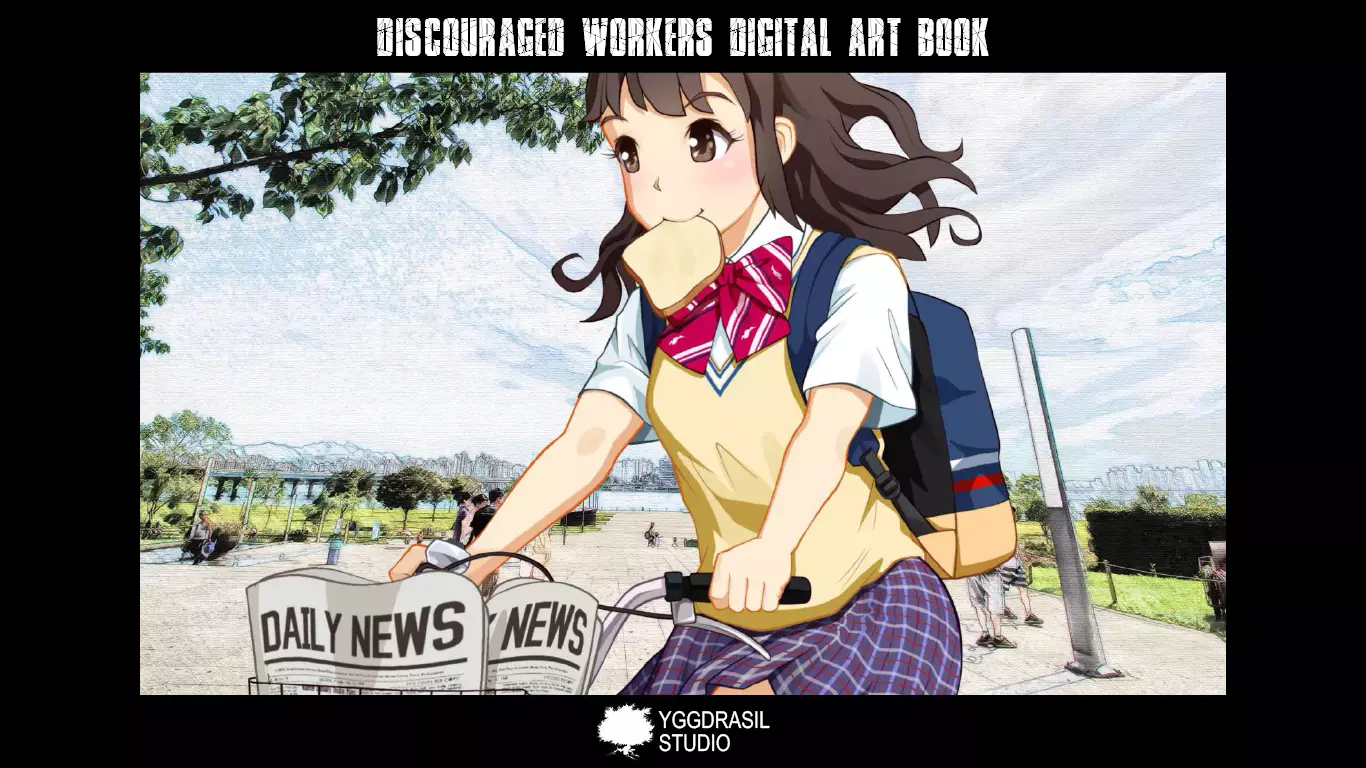 DISCOURAGED WORKERS DIGITAL ART BOOK
DAILY NEWS
NEWS
YGGDRASIL
STUDIO